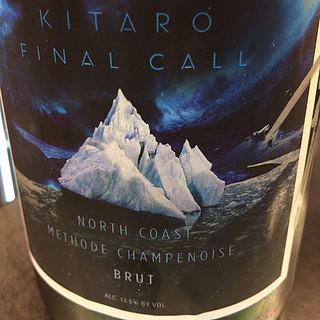 KITARO
FINAL CALL
NORTH COAST
METHODE CHAMPENOISE
BRUT
ALC. 12.5% BY VOL.